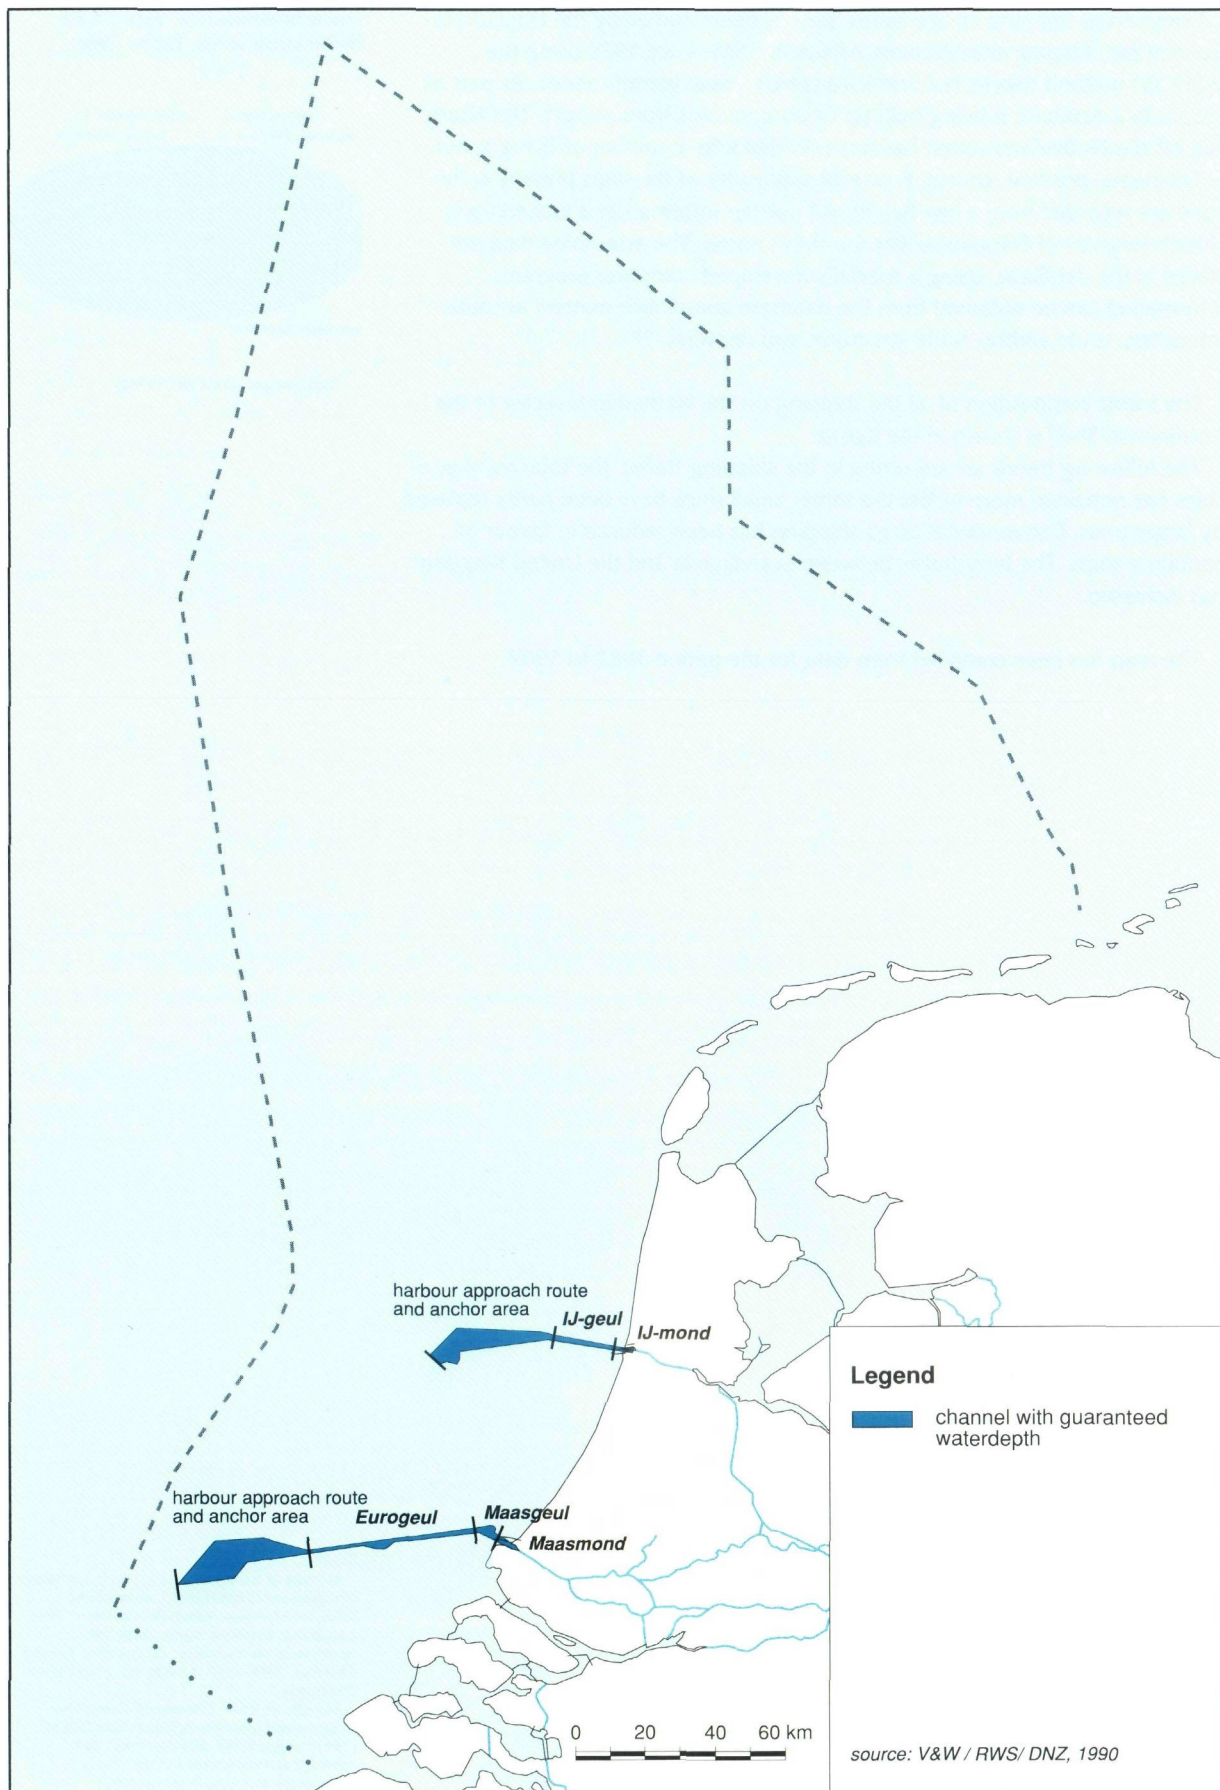 harbour approach route
and anchor area
IJ-geul
IJ-mond
Legend
channel with guaranteed
waterdepth
harbour approach route
and anchor area
Eurogeul
Maasgeul
Maasmond
0 20 40 60 km
source: V&W / RWS/ DNZ, 1990